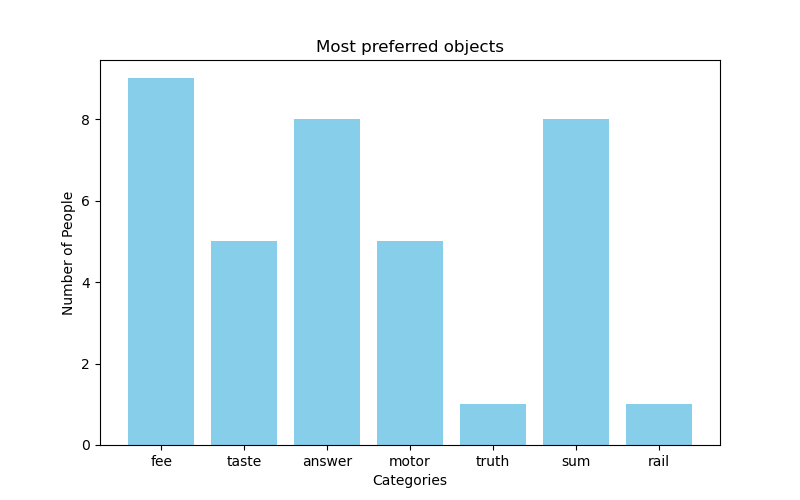 Most preferred objects
Number of People
8
6
4
2
0
fee taste answer motor truth sum rail
Categories